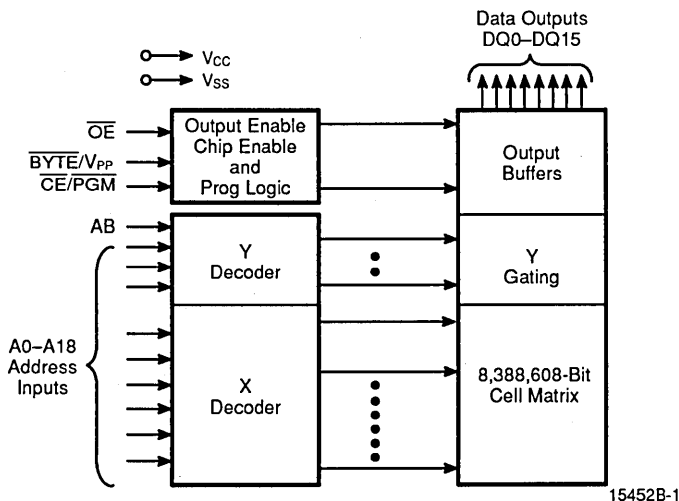 Data Outputs
DQ0–DQ15
VCC
VSS
OE
BYTE/VPP
CE/PGM
Output Enable
Chip Enable
and
Prog Logic
Output
Buffers
AB
Y
Decoder
Y
Gating
A0–A18
Address
Inputs
X
Decoder
8,388,608-Bit
Cell Matrix
15452B-1